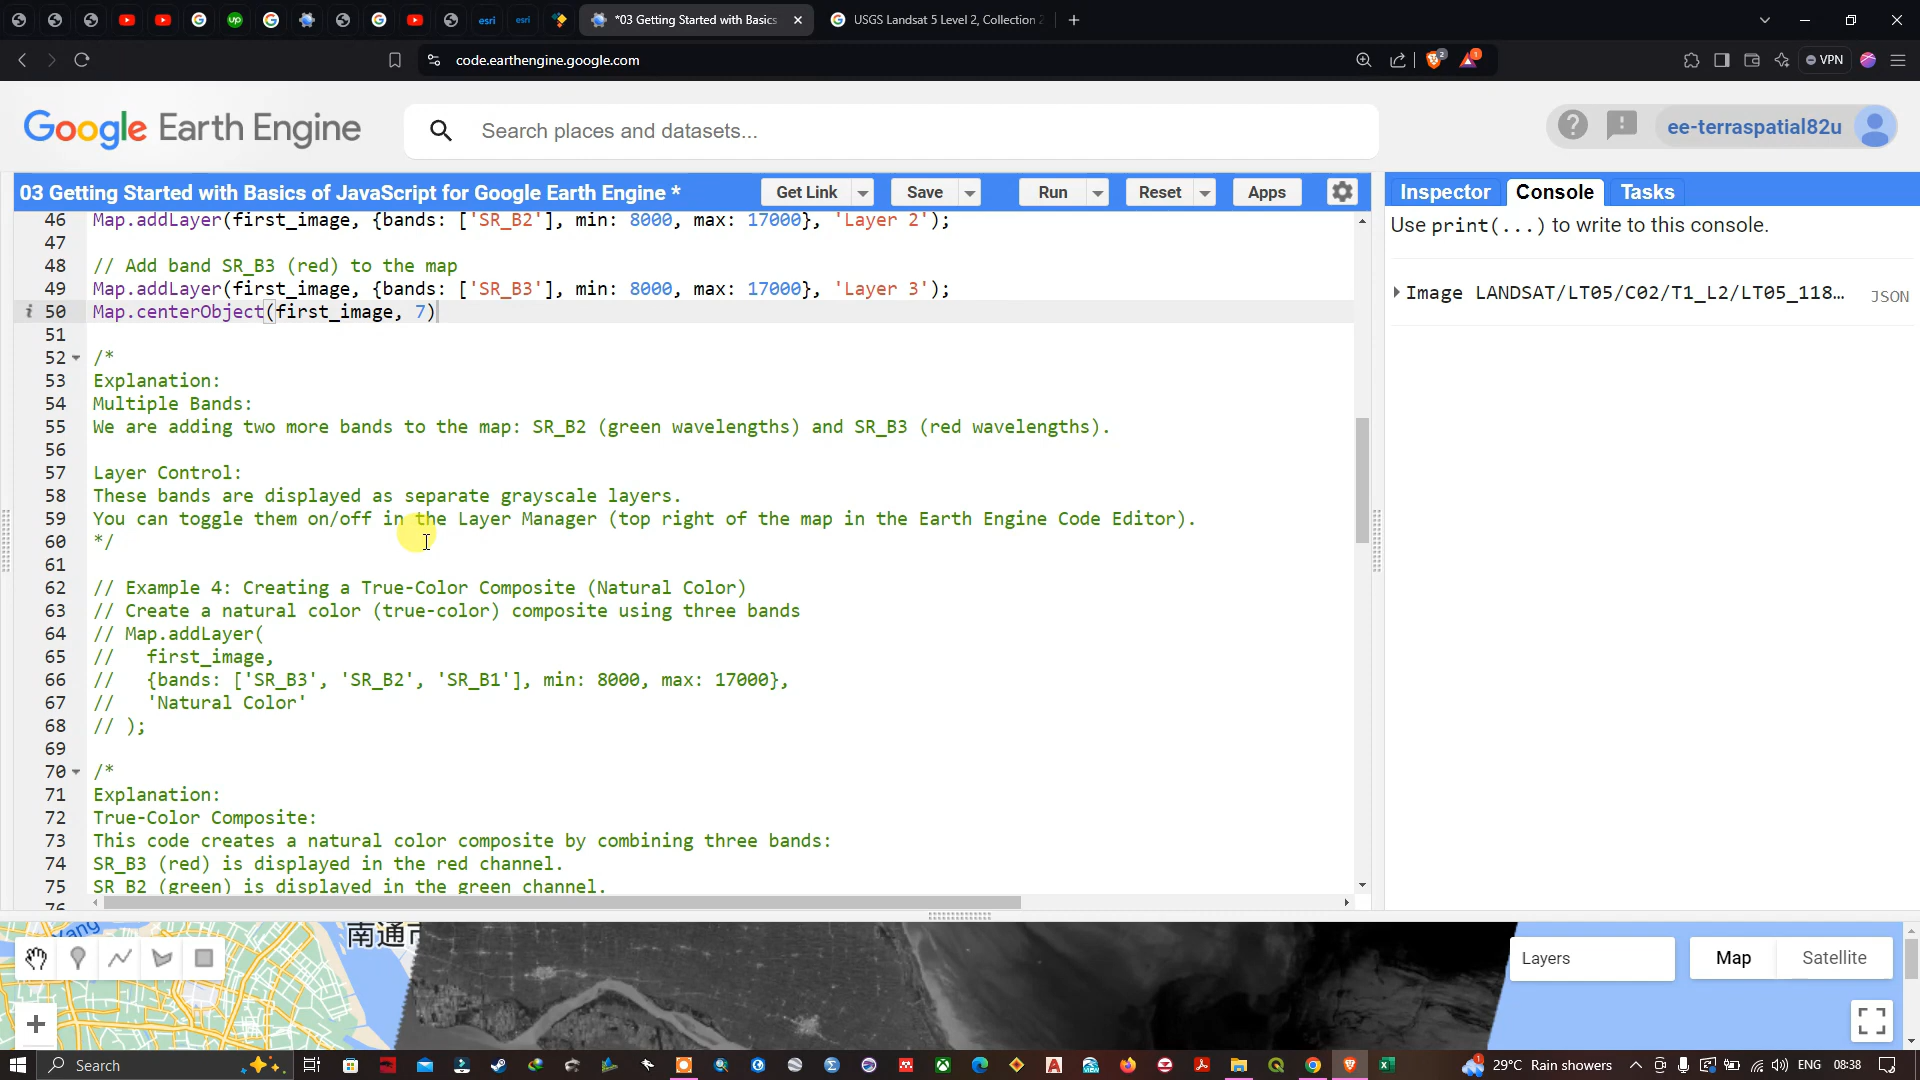 *03 Getting Started with Basics
USGS Landsat 5 Level 2, Collection 2
code.earthengine.google.com
VPN
Google Earth Engine
Search places and datasets...
ee-terraspatial82u
03 Getting Started with Basics of JavaScript for Google Earth Engine *
Get Link
Save
Run
Reset
Apps
Inspector
Console
Tasks
46 Map.addLayer(first_image, {bands: ['SR_B2'], min: 8000, max: 17000}, 'Layer 2');
47
48 // Add band SR_B3 (red) to the map
49 Map.addLayer(first_image, {bands: ['SR_B3'], min: 8000, max: 17000}, 'Layer 3');
i 50 Map.centerObject(first_image, 7)
51
52 /*
53 Explanation:
54 Multiple Bands:
55 We are adding two more bands to the map: SR_B2 (green wavelengths) and SR_B3 (red wavelengths).
56
57 Layer Control:
58 These bands are displayed as separate grayscale layers.
59 You can toggle them on/off in the Layer Manager (top right of the map in the Earth Engine Code Editor).
60 */
61
62 // Example 4: Creating a True-Color Composite (Natural Color)
63 // Create a natural color (true-color) composite using three bands
64 // Map.addLayer(
65 //   first_image,
66 //   {bands: ['SR_B3', 'SR_B2', 'SR_B1'], min: 8000, max: 17000},
67 //   'Natural Color'
68 // );
69
70 /*
71 Explanation:
72 True-Color Composite:
73 This code creates a natural color composite by combining three bands:
74 SR_B3 (red) is displayed in the red channel.
75 SR_B2 (green) is displayed in the green channel.
76
Use print(...) to write to this console.
Image LANDSAT/LT05/C02/T1_L2/LT05_118...
JSON
Yang
南通市
Layers
Map
Satellite
Search
29°C Rain showers
ENG
08:38